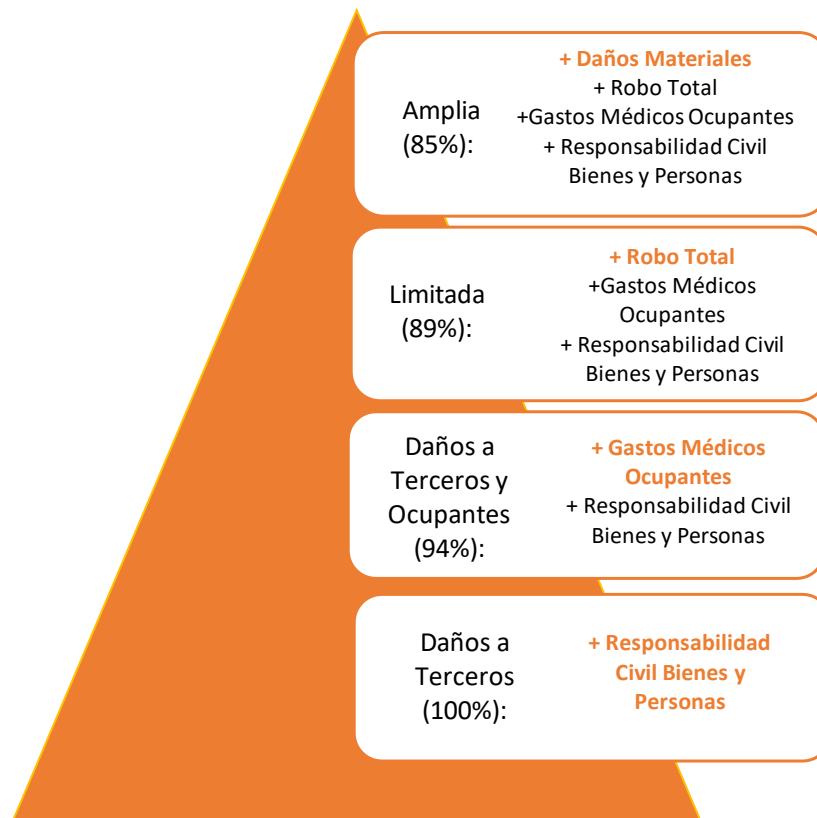 Amplia
(85%):
+ Daños Materiales
+ Robo Total
+Gastos Médicos Ocupantes
+ Responsabilidad Civil
Bienes y Personas
Limitada
(89%):
+ Robo Total
+Gastos Médicos
Ocupantes
+ Responsabilidad Civil
Bienes y Personas
Daños a
Terceros y
Ocupantes
(94%):
+ Gastos Médicos
Ocupantes
+ Responsabilidad Civil
Bienes y Personas
Daños a
Terceros
(100%):
+ Responsabilidad
Civil Bienes y
Personas